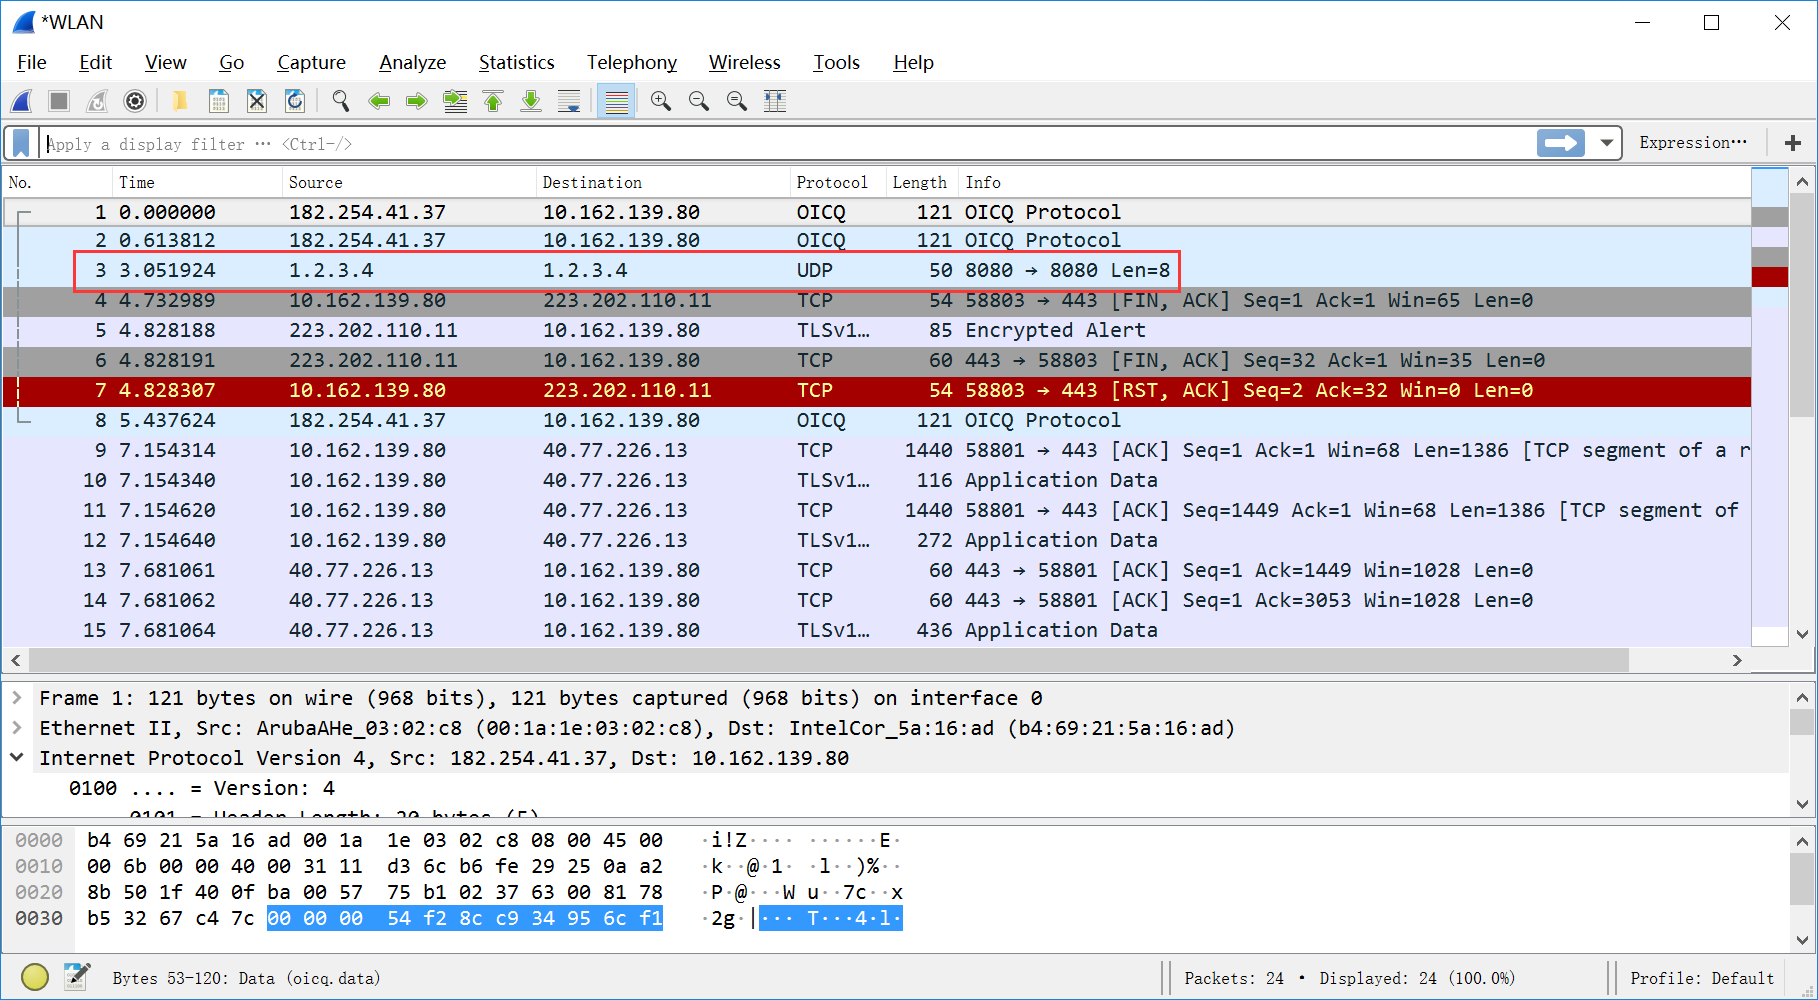 *WLAN
File Edit View Go Capture Analyze Statistics Telephony Wireless Tools Help
Apply a display filter ··· <Ctrl-/> Expression···
No. Time Source Destination Protocol Length Info
1 0.000000 182.254.41.37 10.162.139.80 OICQ 121 OICQ Protocol
2 0.613812 182.254.41.37 10.162.139.80 OICQ 121 OICQ Protocol
3 3.051924 1.2.3.4 1.2.3.4 UDP 50 8080 → 8080 Len=8
4 4.732989 10.162.139.80 223.202.110.11 TCP 54 58803 → 443 [FIN, ACK] Seq=1 Ack=1 Win=65 Len=0
5 4.828188 223.202.110.11 10.162.139.80 TLSv1… 85 Encrypted Alert
6 4.828191 223.202.110.11 10.162.139.80 TCP 60 443 → 58803 [FIN, ACK] Seq=32 Ack=1 Win=35 Len=0
7 4.828307 10.162.139.80 223.202.110.11 TCP 54 58803 → 443 [RST, ACK] Seq=2 Ack=32 Win=0 Len=0
8 5.437624 182.254.41.37 10.162.139.80 OICQ 121 OICQ Protocol
9 7.154314 10.162.139.80 40.77.226.13 TCP 1440 58801 → 443 [ACK] Seq=1 Ack=1 Win=68 Len=1386 [TCP segment of a r
10 7.154340 10.162.139.80 40.77.226.13 TLSv1… 116 Application Data
11 7.154620 10.162.139.80 40.77.226.13 TCP 1440 58801 → 443 [ACK] Seq=1449 Ack=1 Win=68 Len=1386 [TCP segment of
12 7.154640 10.162.139.80 40.77.226.13 TLSv1… 272 Application Data
13 7.681061 40.77.226.13 10.162.139.80 TCP 60 443 → 58801 [ACK] Seq=1 Ack=1449 Win=1028 Len=0
14 7.681062 40.77.226.13 10.162.139.80 TCP 60 443 → 58801 [ACK] Seq=1 Ack=3053 Win=1028 Len=0
15 7.681064 40.77.226.13 10.162.139.80 TLSv1… 436 Application Data
Frame 1: 121 bytes on wire (968 bits), 121 bytes captured (968 bits) on interface 0
Ethernet II, Src: ArubaAHe_03:02:c8 (00:1a:1e:03:02:c8), Dst: IntelCor_5a:16:ad (b4:69:21:5a:16:ad)
Internet Protocol Version 4, Src: 182.254.41.37, Dst: 10.162.139.80
0100 .... = Version: 4
.... 0101 = Header Length: 20 bytes (5)
0000 b4 69 21 5a 16 ad 00 1a 1e 03 02 c8 08 00 45 00 ·i!Z···· ······E·
0010 00 6b 00 00 40 00 31 11 d3 6c b6 fe 29 25 0a a2 ·k··@·1· ·l··)%··
0020 8b 50 1f 40 0f ba 00 57 75 b1 02 37 63 00 81 78 ·P·@···W u··7c··x
0030 b5 32 67 c4 7c 00 00 00 54 f2 8c c9 34 95 6c f1 ·2g·|··· T···4·l·
Bytes 53-120: Data (oicq.data) Packets: 24 · Displayed: 24 (100.0%) Profile: Default